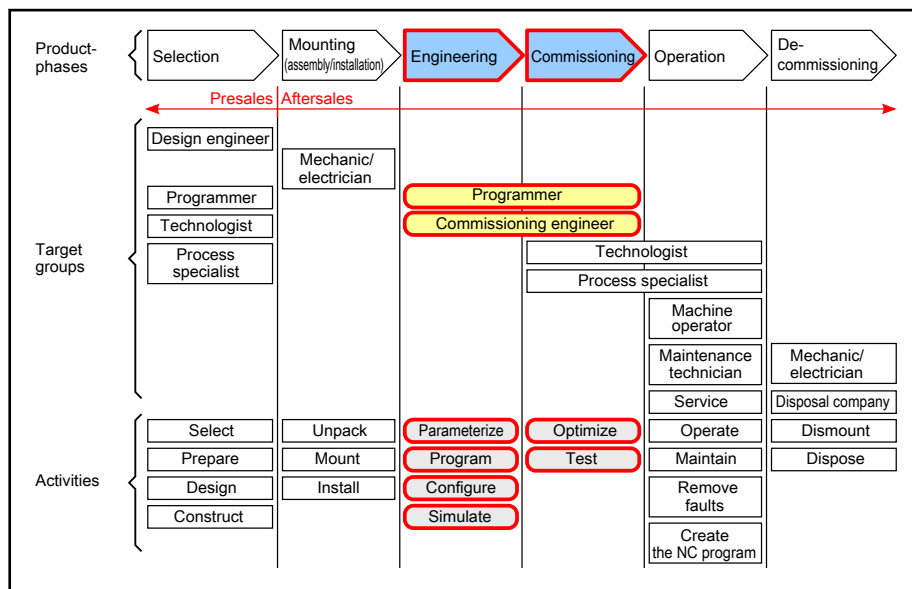 Product-
phases
Selection
Mounting
(assembly/installation)
Engineering
Commissioning
Operation
De-
commissioning
Presales
Aftersales
Target
groups
Design engineer
Mechanic/
electrician
Programmer
Programmer
Technologist
Commissioning engineer
Process
specialist
Technologist
Process specialist
Machine
operator
Maintenance
technician
Mechanic/
electrician
Service
Disposal company
Activities
Select
Unpack
Parameterize
Optimize
Operate
Dismount
Prepare
Mount
Program
Test
Maintain
Dispose
Design
Install
Configure
Remove
faults
Construct
Simulate
Create
the NC program